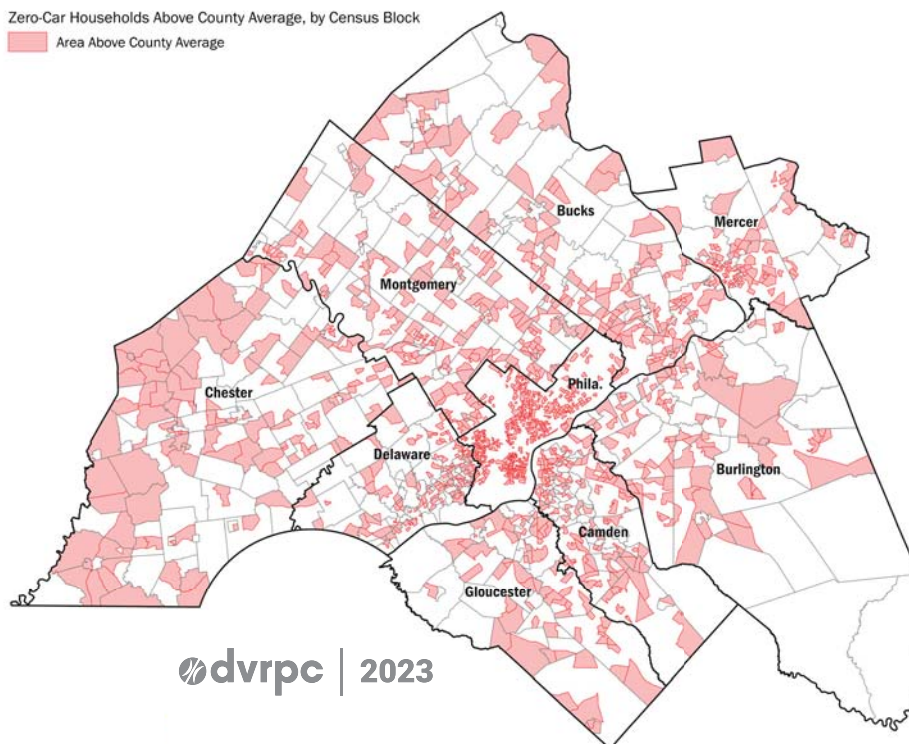 Zero-Car Households Above County Average, by Census Block
Area Above County Average
Bucks
Mercer
Montgomery
Phila.
Chester
Delaware
Burlington
Camden
Gloucester
dvrpc | 2023